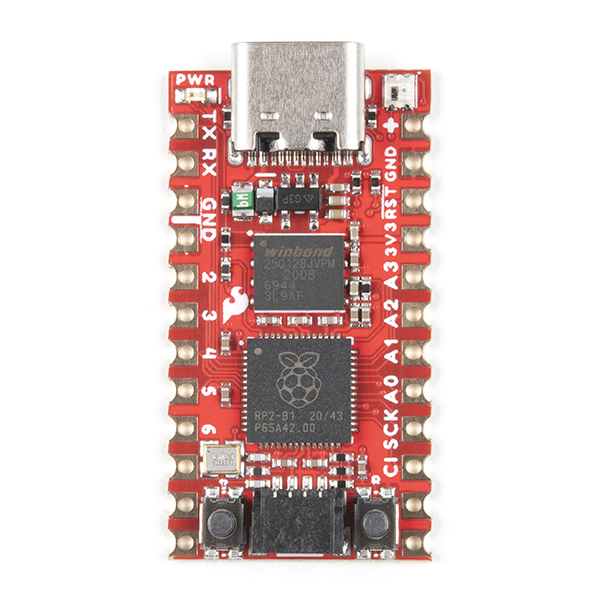 PWR
+
TX
GND
RX
RST
GND
3V3
A3
2
A2
3
A1
4
A0
5
SCK
6
CI
G3P
winbond
25Q128JVPM
2008
6944
3L9AF
RP2-B1 20/43
P65A42.00
R